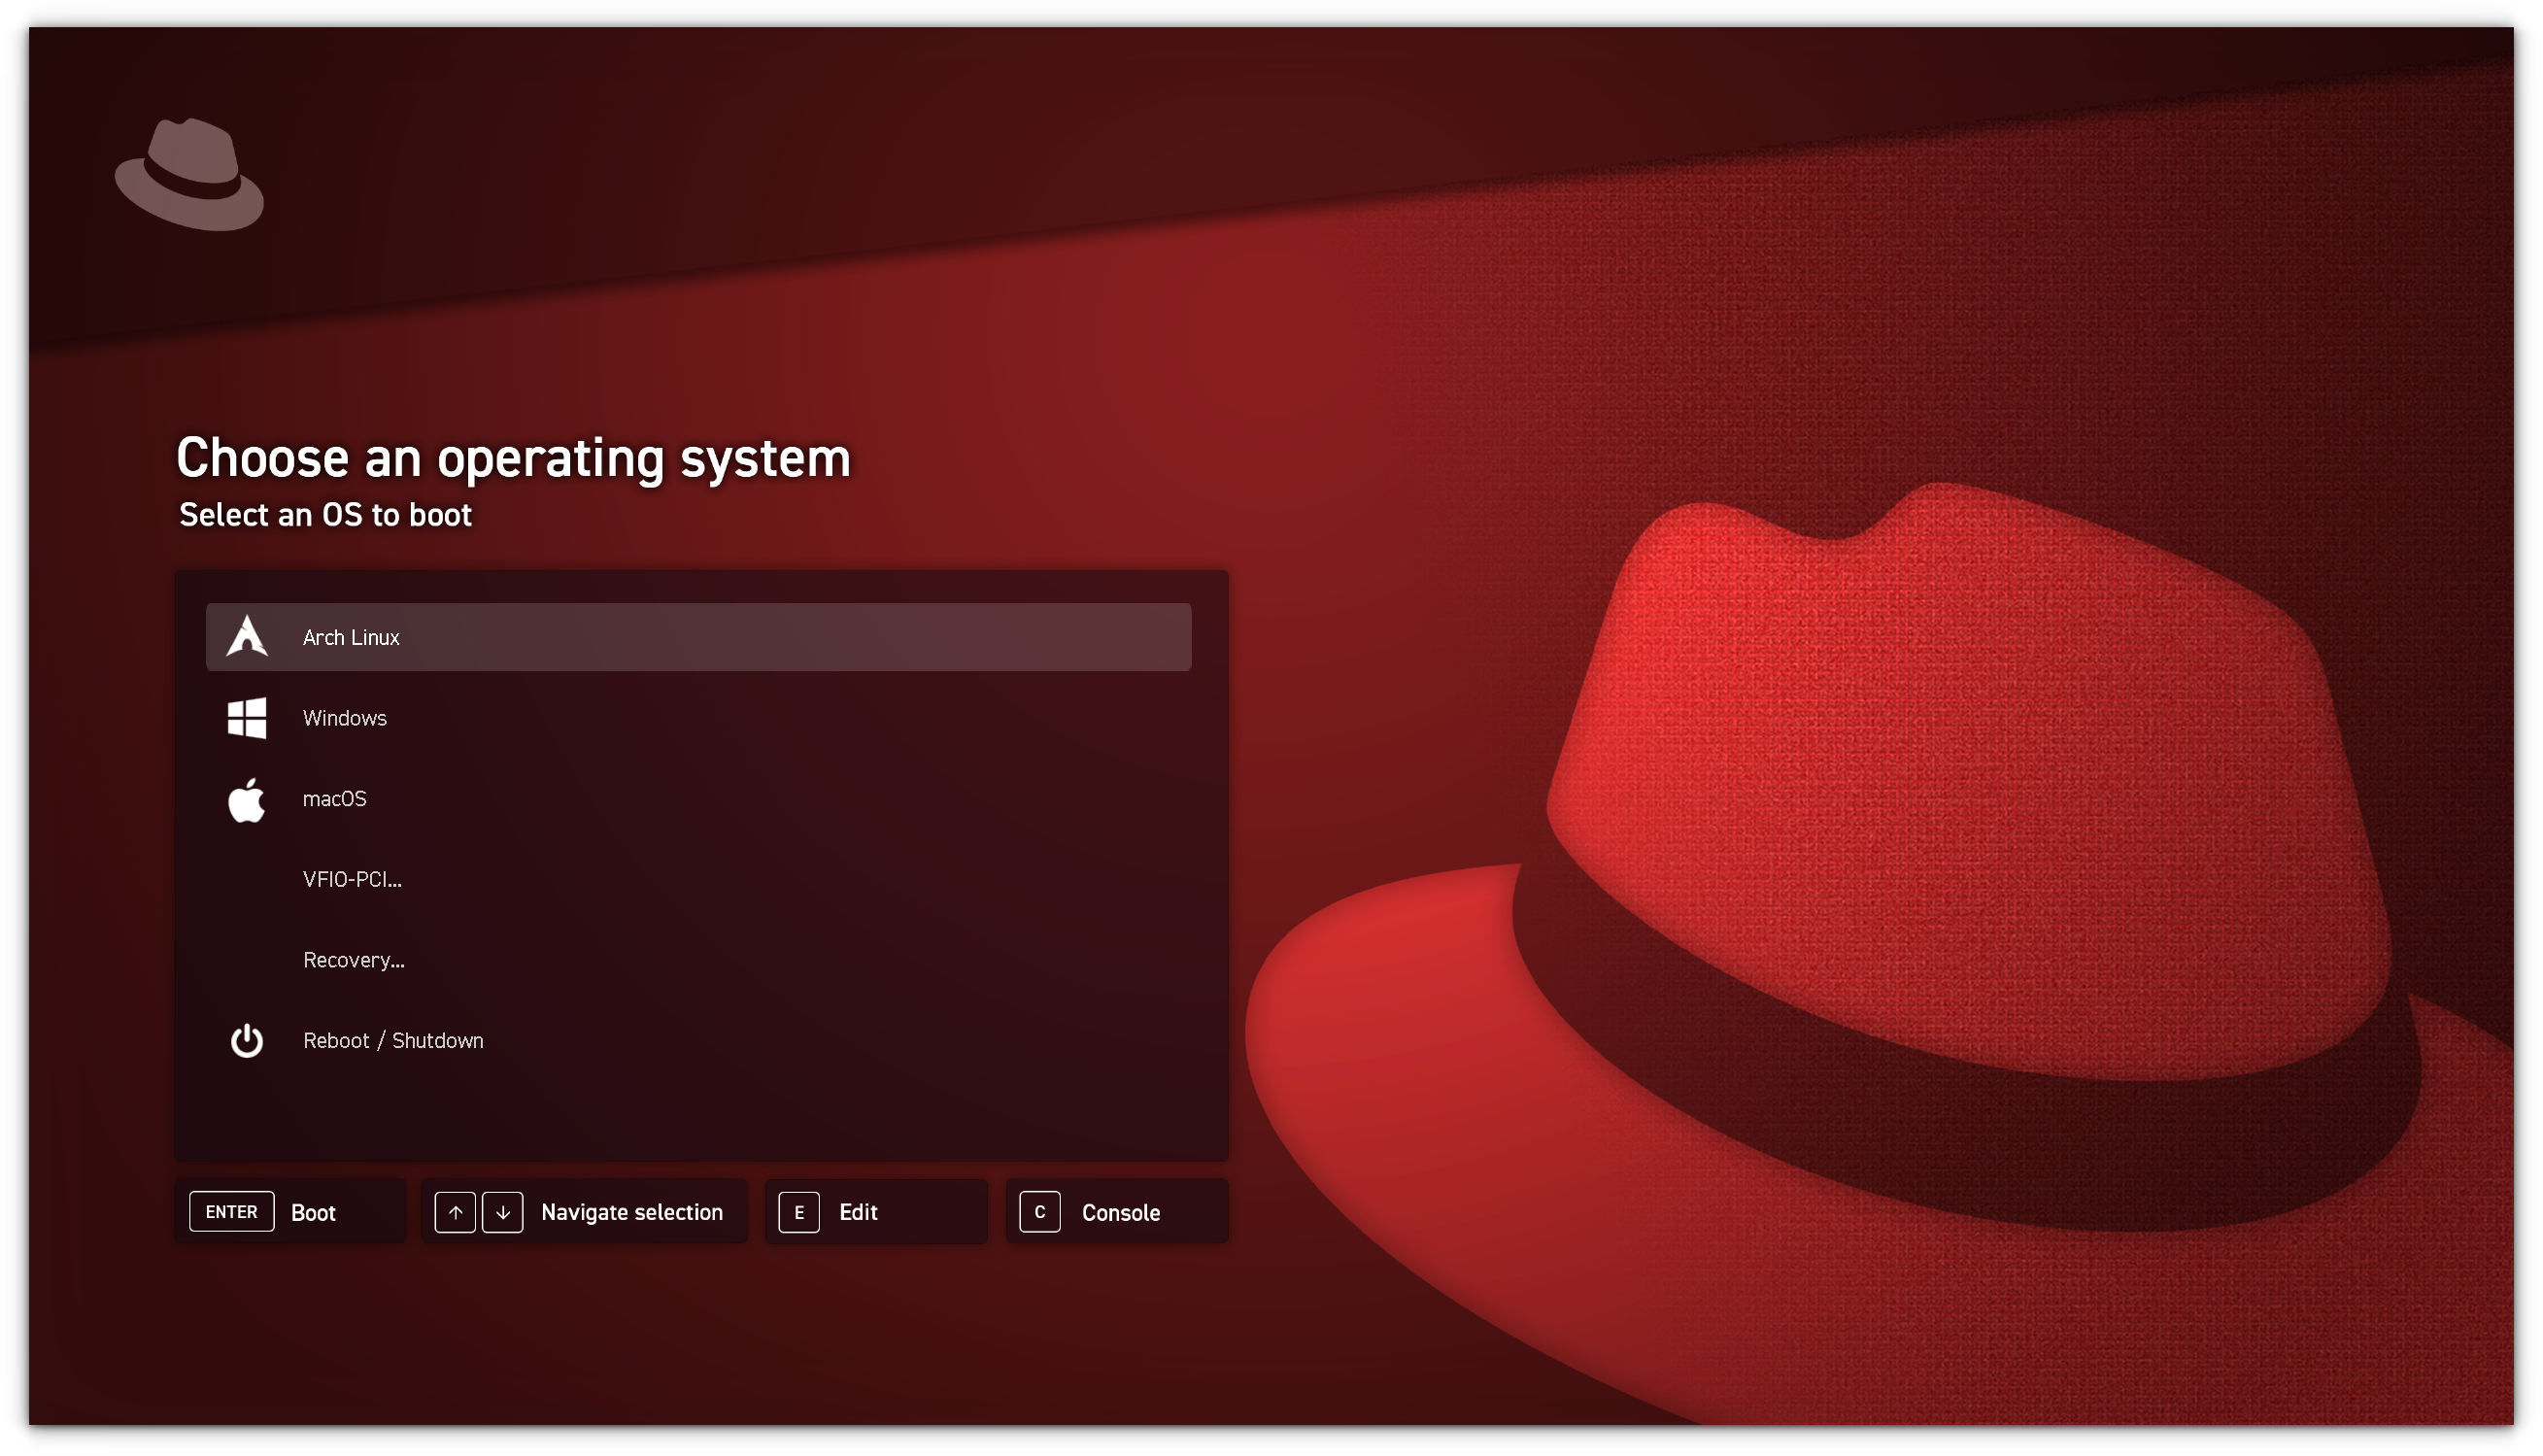 Choose an operating system
Select an OS to boot
Arch Linux
Windows
macOS
VFIO-PCI...
Recovery...
Reboot / Shutdown
ENTER Boot ↑ ↓ Navigate selection E Edit C Console